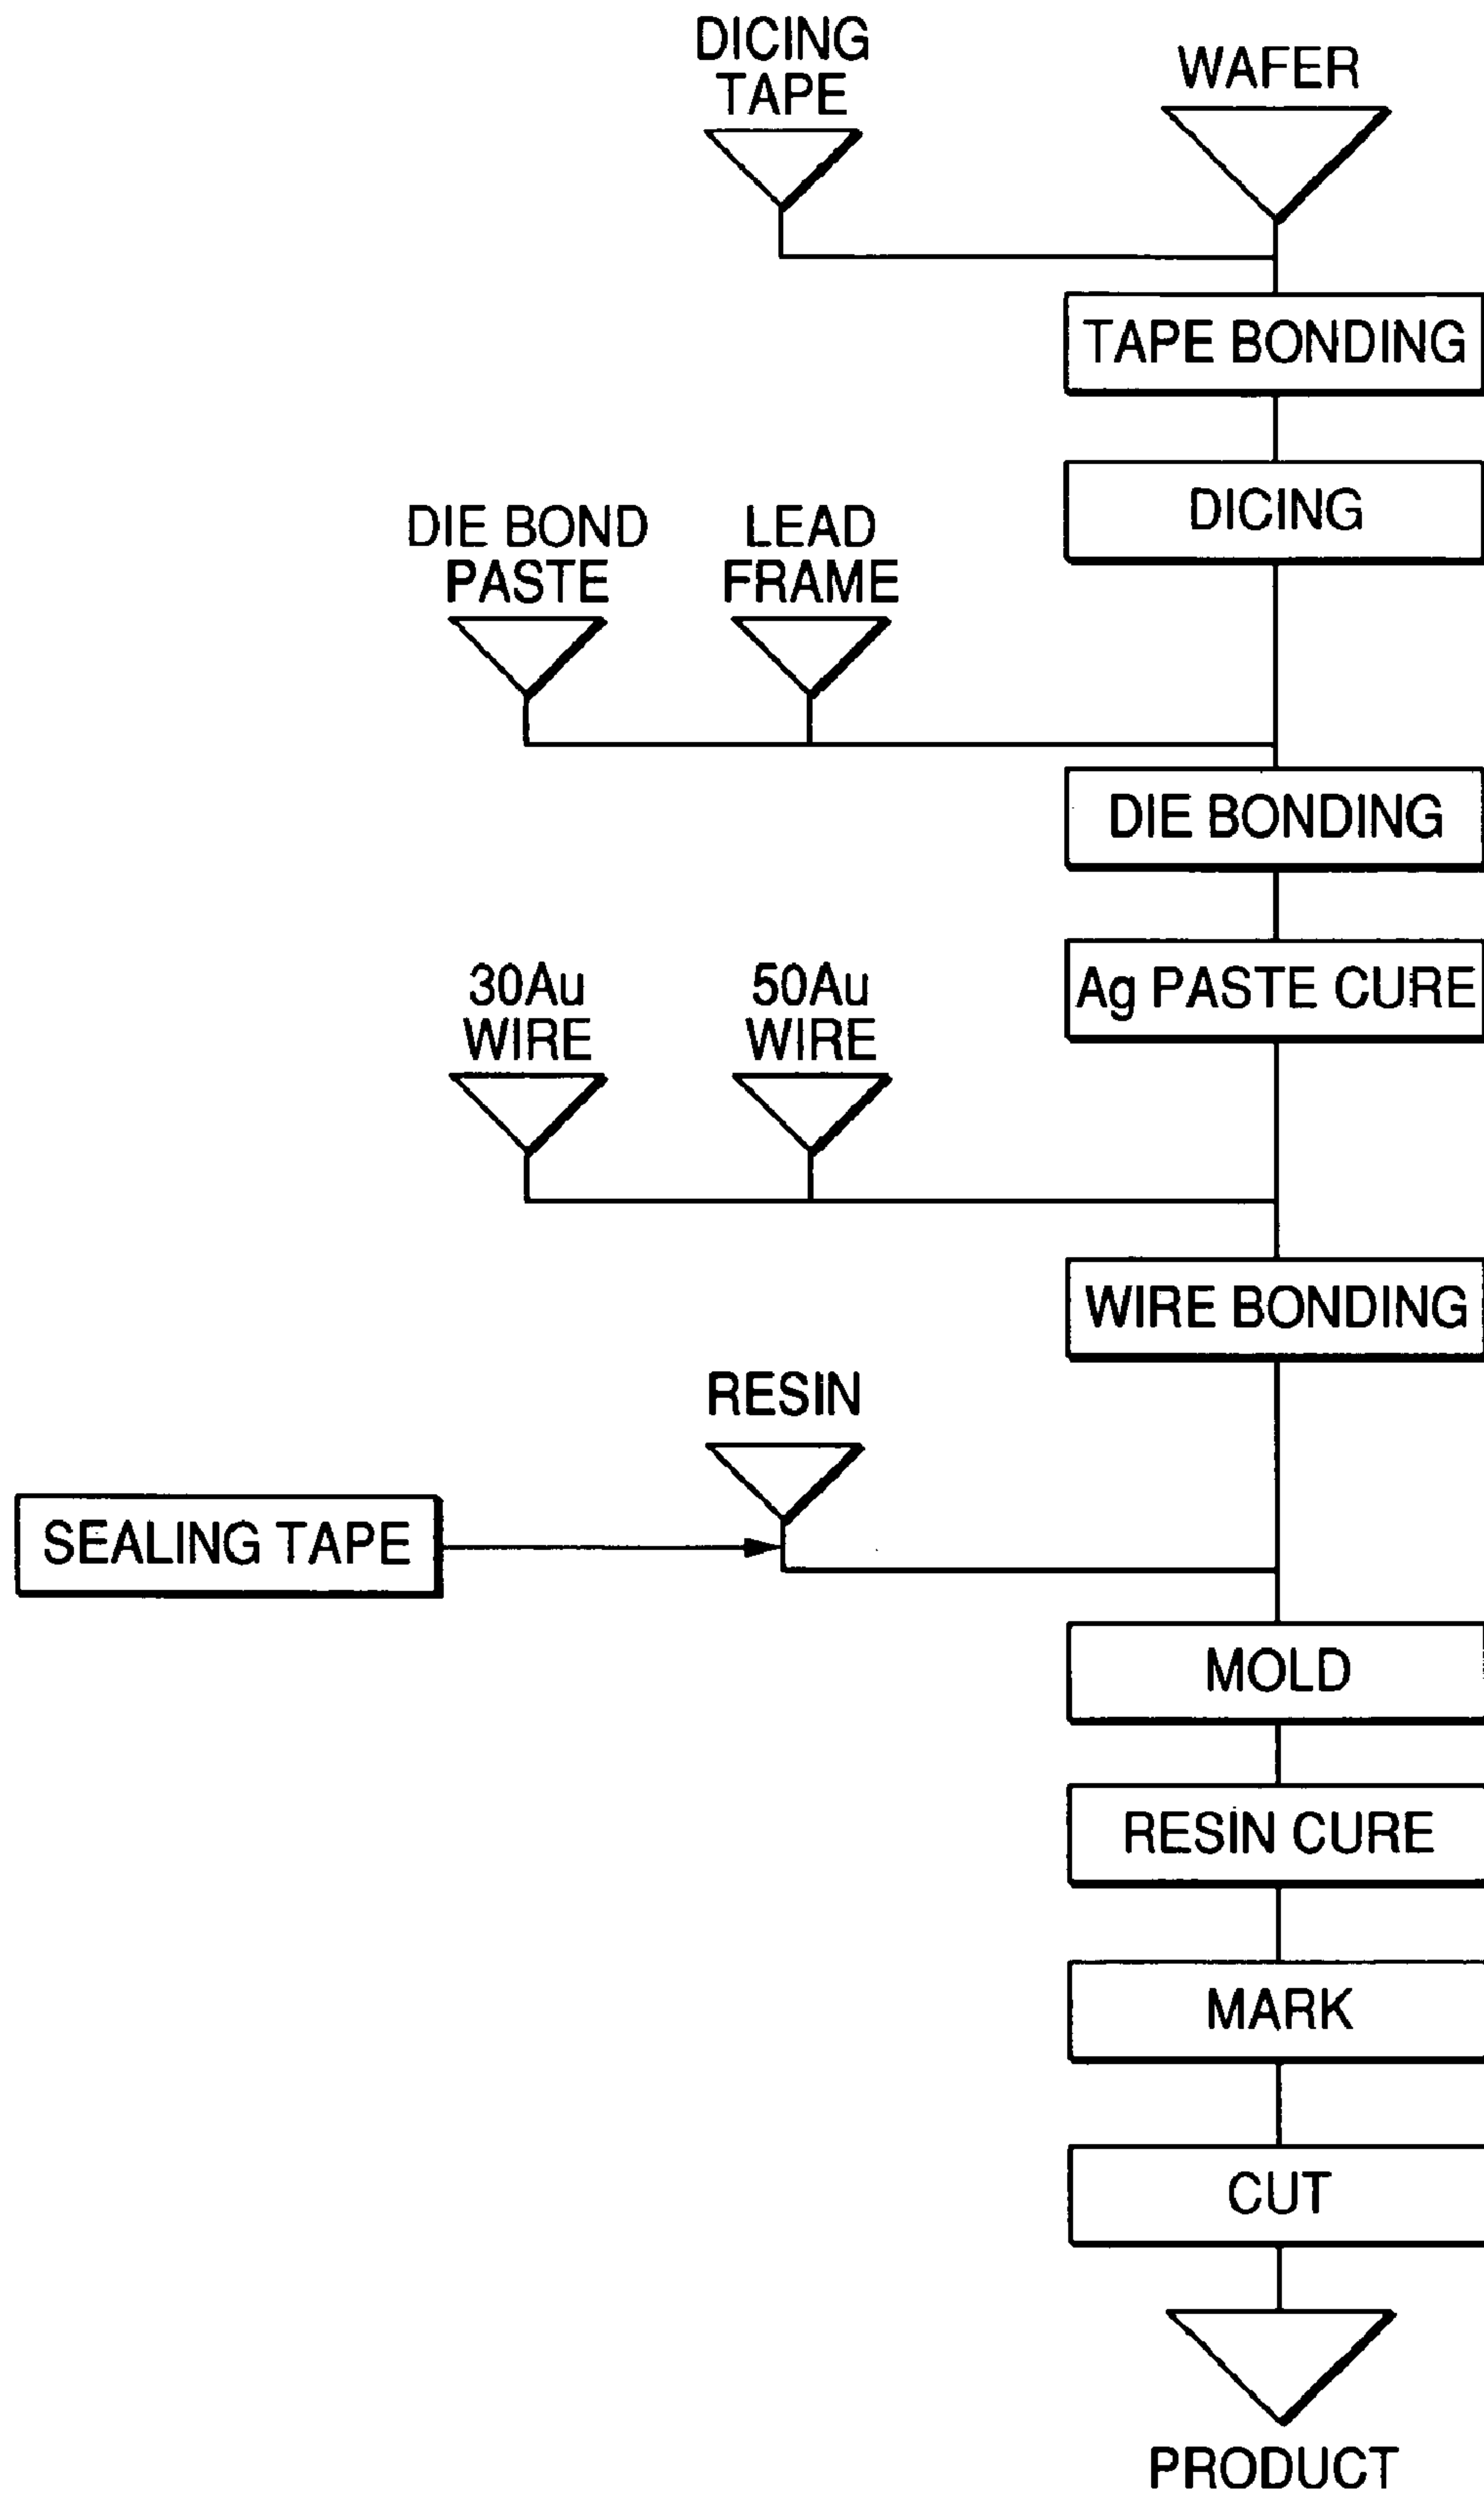 DICING
TAPE
WAFER
TAPE BONDING
DICING
DIE BOND
PASTE
LEAD
FRAME
DIE BONDING
Ag PASTE CURE
30Au
WIRE
50Au
WIRE
WIRE BONDING
RESIN
SEALING TAPE
MOLD
RESIN CURE
MARK
CUT
PRODUCT